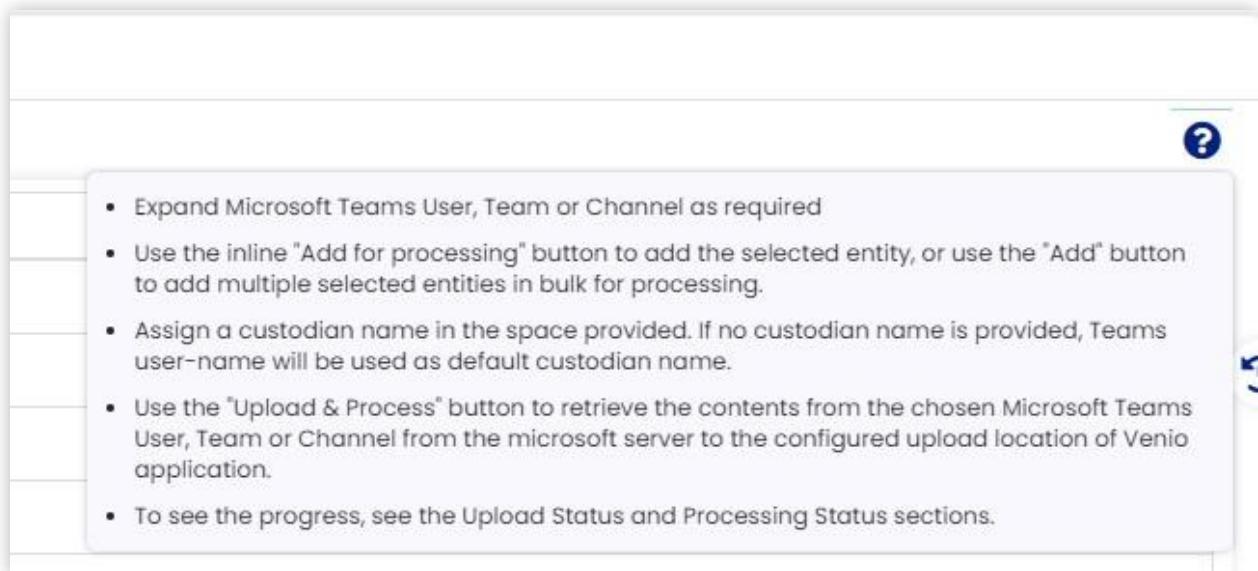 ?
• Expand Microsoft Teams User, Team or Channel as required
• Use the inline "Add for processing" button to add the selected entity, or use the "Add" button
to add multiple selected entities in bulk for processing.
• Assign a custodian name in the space provided. If no custodian name is provided, Teams
user-name will be used as default custodian name.
• Use the "Upload & Process" button to retrieve the contents from the chosen Microsoft Teams
User, Team or Channel from the microsoft server to the configured upload location of Venio
application.
• To see the progress, see the Upload Status and Processing Status sections.